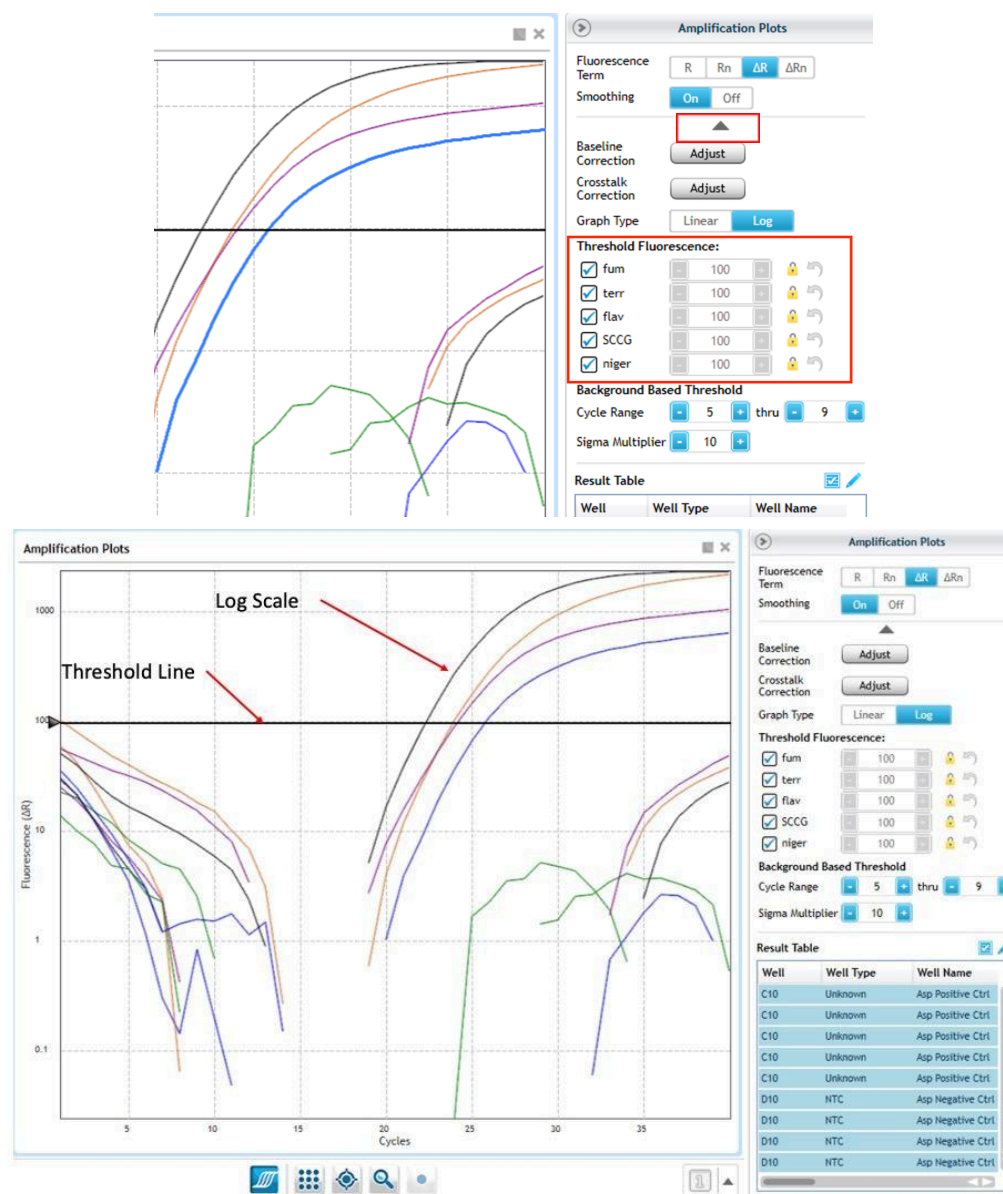 Amplification Plots
Fluorescence
Term
R Rn ΔR ΔRn
Smoothing On Off
Baseline
Correction
Adjust
Crosstalk
Correction
Adjust
Graph Type Linear Log
Threshold Fluorescence:
fum - 100 +
terr - 100 +
flav - 100 +
SCCG - 100 +
niger - 100 +
Background Based Threshold
Cycle Range - 5 + thru - 9 +
Sigma Multiplier - 10 +
Result Table
Well Well Type Well Name
Amplification Plots
Log Scale
Threshold Line
1000
100
10
1
0.1
Fluorescence (ΔR)
5 10 15 20 25 30 35
Cycles
1
Amplification Plots
Fluorescence
Term
R Rn ΔR ΔRn
Smoothing On Off
Baseline
Correction
Adjust
Crosstalk
Correction
Adjust
Graph Type Linear Log
Threshold Fluorescence:
fum - 100 +
terr - 100 +
flav - 100 +
SCCG - 100 +
niger - 100 +
Background Based Threshold
Cycle Range - 5 + thru - 9
Sigma Multiplier - 10 +
Result Table
Well Well Type Well Name
C10 Unknown Asp Positive Ctrl
C10 Unknown Asp Positive Ctrl
C10 Unknown Asp Positive Ctrl
C10 Unknown Asp Positive Ctrl
C10 Unknown Asp Positive Ctrl
D10 NTC Asp Negative Ctrl
D10 NTC Asp Negative Ctrl
D10 NTC Asp Negative Ctrl
D10 NTC Asp Negative Ctrl